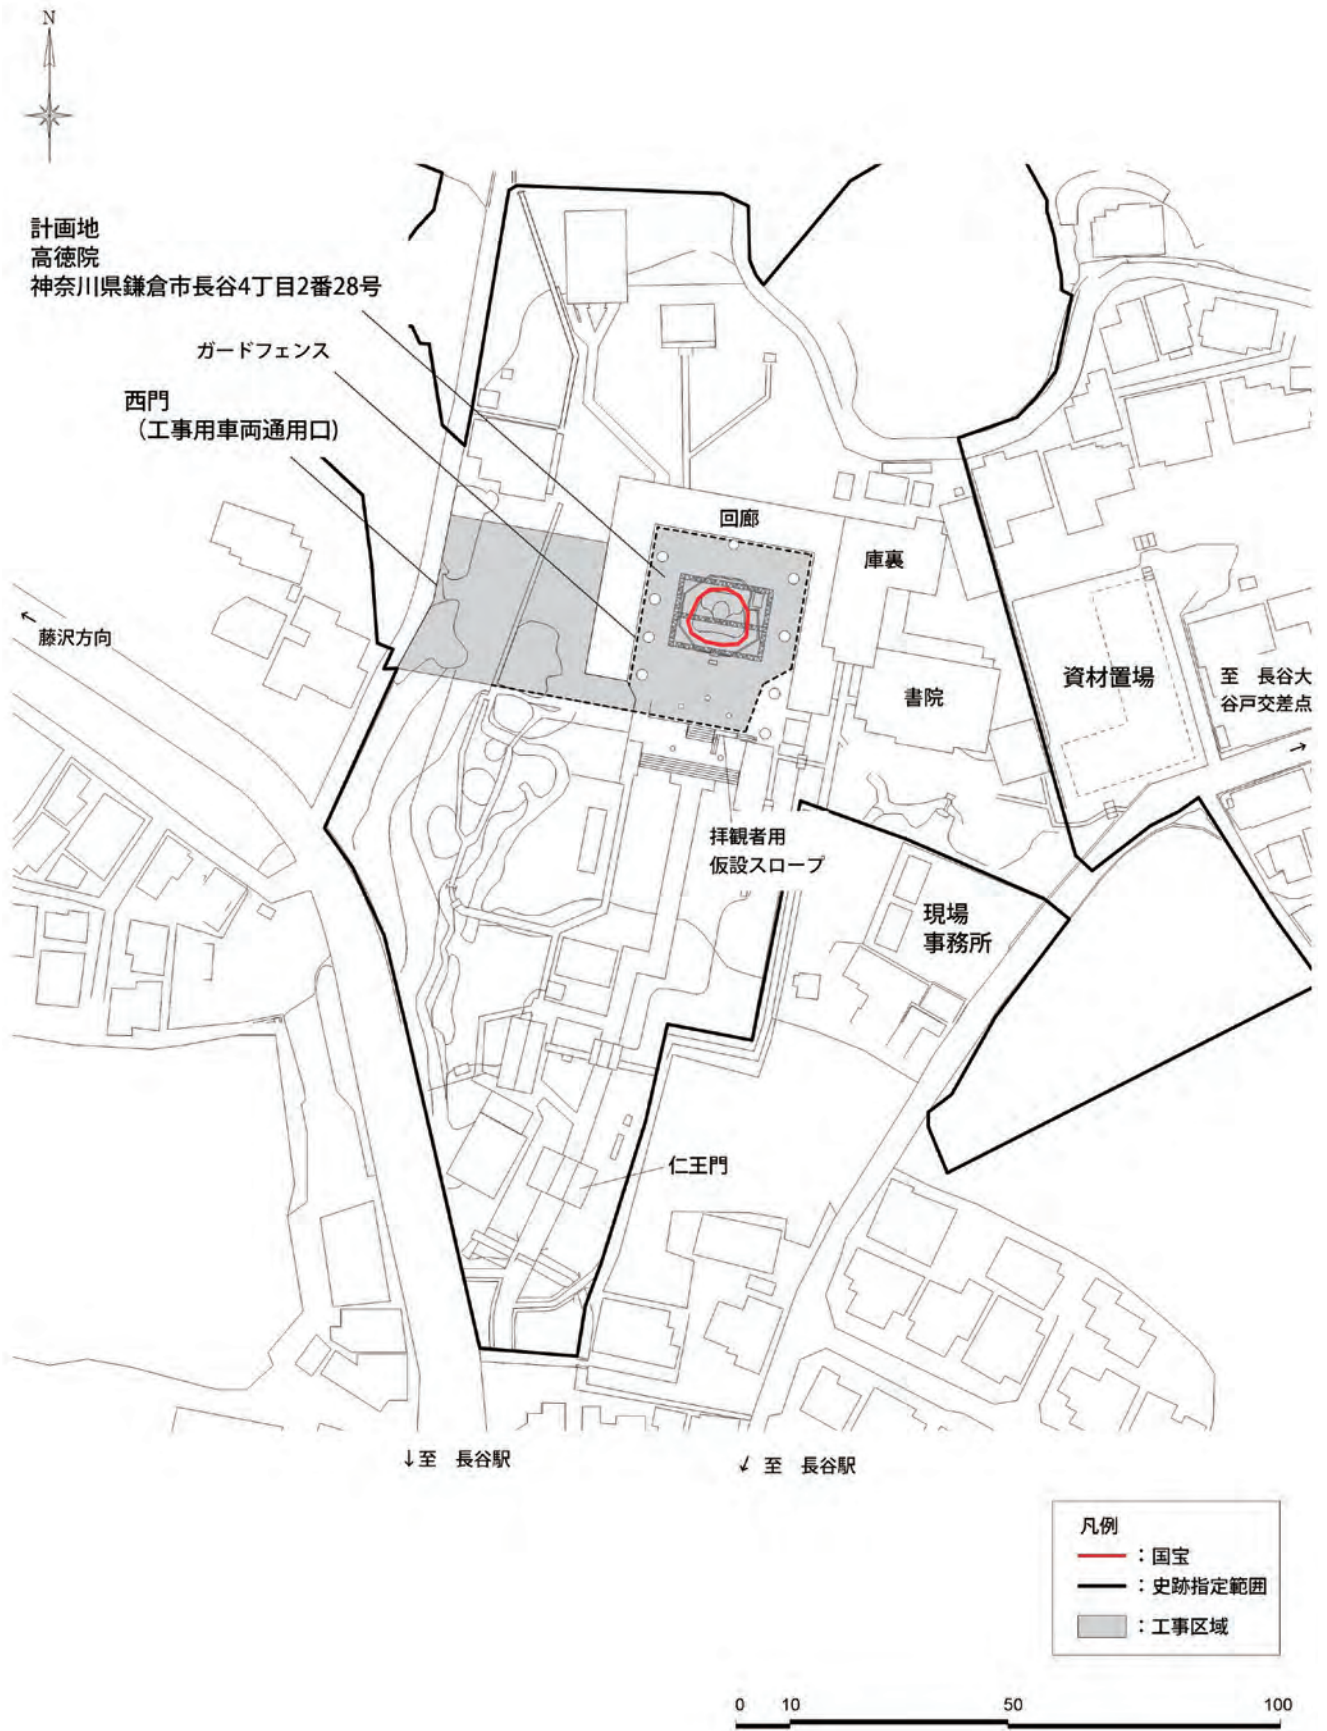 N
計画地
高徳院
神奈川県鎌倉市長谷4丁目2番28号
ガードフェンス
西門
（工事用車両通用口)
回廊
庫裏
←
藤沢方向
書院
資材置場
至　長谷大
谷戸交差点
→
拝観者用
仮設スロープ
現場
事務所
仁王門
↓至　長谷駅
↙ 至　長谷駅
凡例
：国宝
：史跡指定範囲
：工事区域
0 10 50 100